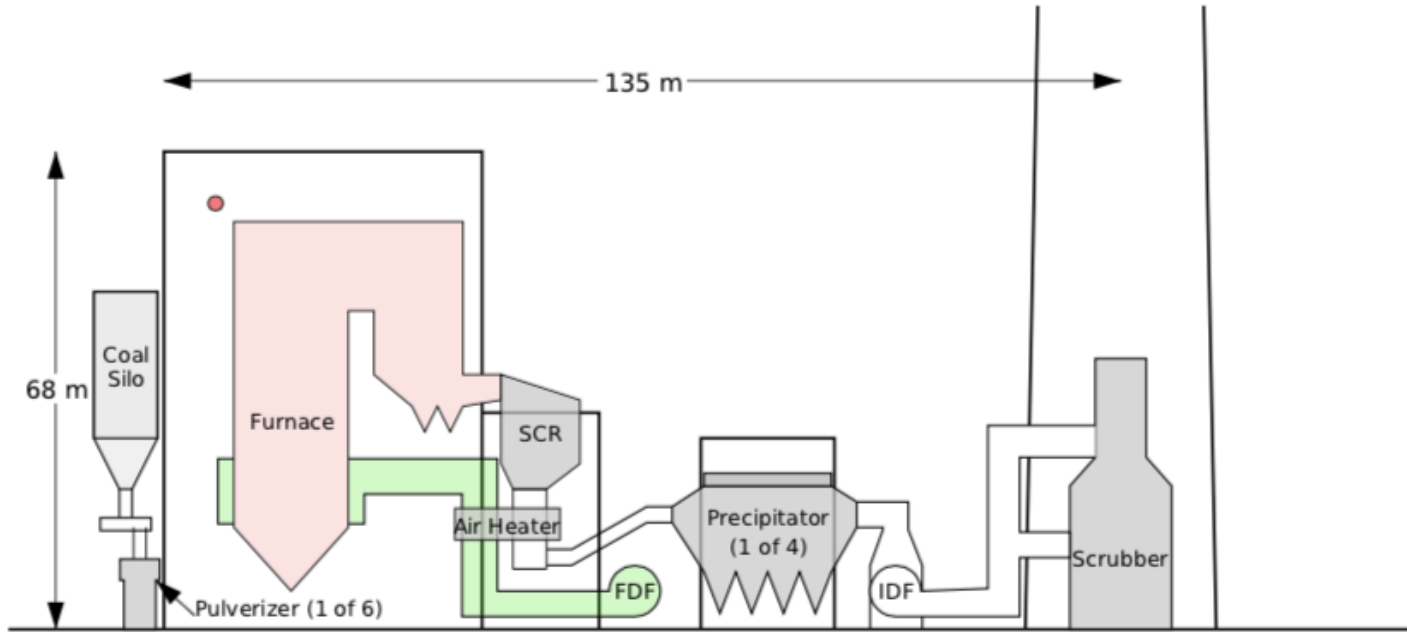 135 m
68 m
Coal
Silo
Furnace
SCR
Air Heater
Precipitator
(1 of 4)
Scrubber
FDF
IDF
Pulverizer (1 of 6)